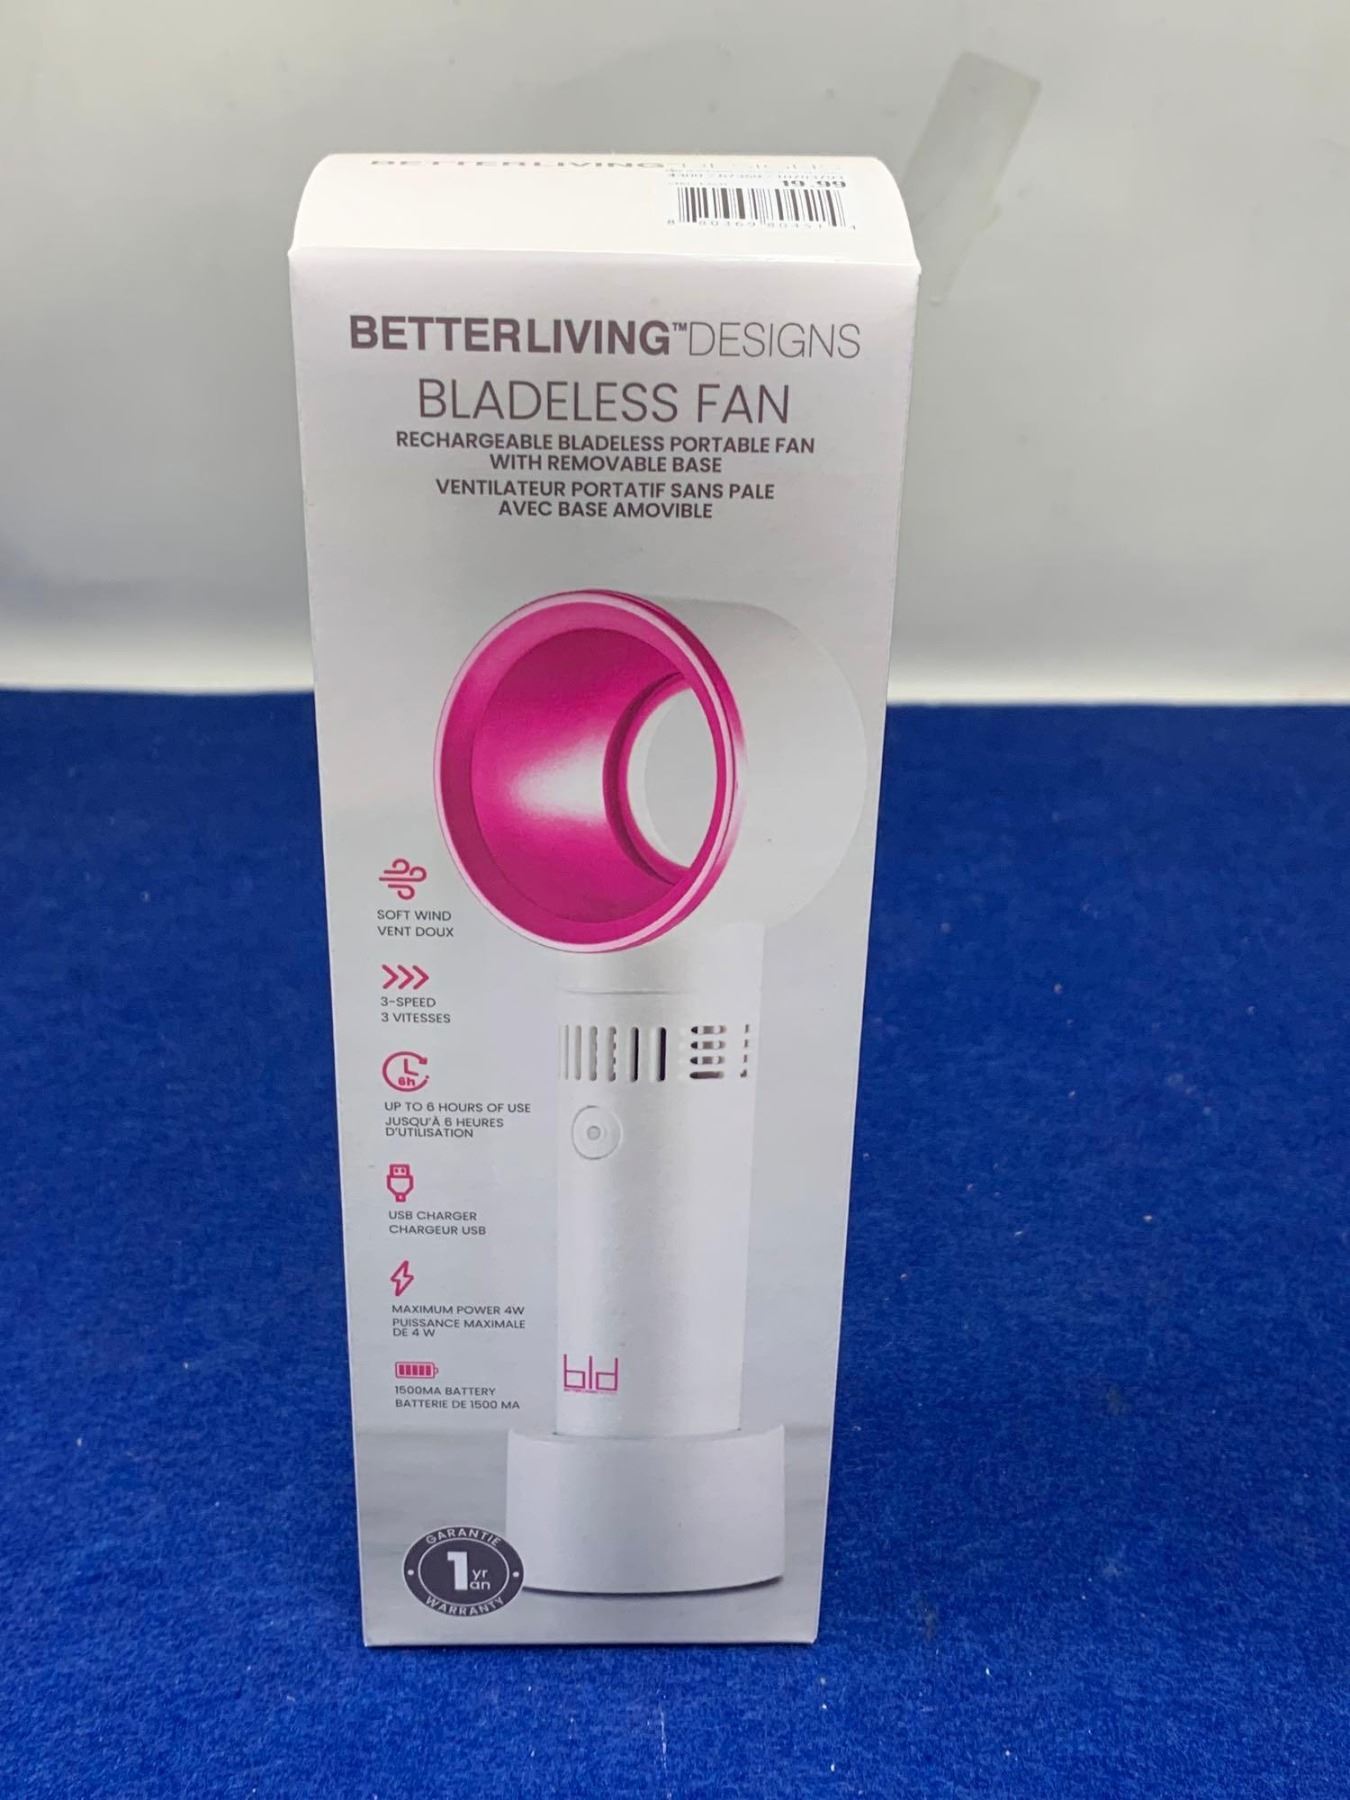 BETTERLIVING DESIGNS
19.99
BETTERLIVING™DESIGNS
BLADELESS FAN
RECHARGEABLE BLADELESS PORTABLE FAN
WITH REMOVABLE BASE
VENTILATEUR PORTATIF SANS PALE
AVEC BASE AMOVIBLE
SOFT WIND
VENT DOUX
3-SPEED
3 VITESSES
6h
UP TO 6 HOURS OF USE
JUSQU'À 6 HEURES
D'UTILISATION
USB CHARGER
CHARGEUR USB
MAXIMUM POWER 4W
PUISSANCE MAXIMALE
DE 4 W
1500MA BATTERY
BATTERIE DE 1500 MA
bld
GARANTIE
1 yr
an
WARRANTY